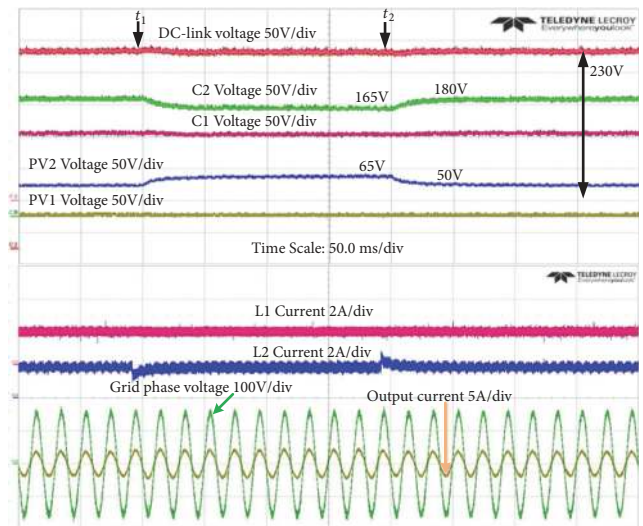 t1
t2
TELEDYNE LECROY
Everywhereyoulook
DC-link voltage 50V/div
230V
C2 Voltage 50V/div
165V
180V
C1 Voltage 50V/div
PV2 Voltage 50V/div
65V
50V
PV1 Voltage 50V/div
Time Scale: 50.0 ms/div
TELEDYNE LECROY
Everywhereyoulook
L1 Current 2A/div
L2 Current 2A/div
Grid phase voltage 100V/div
Output current 5A/div